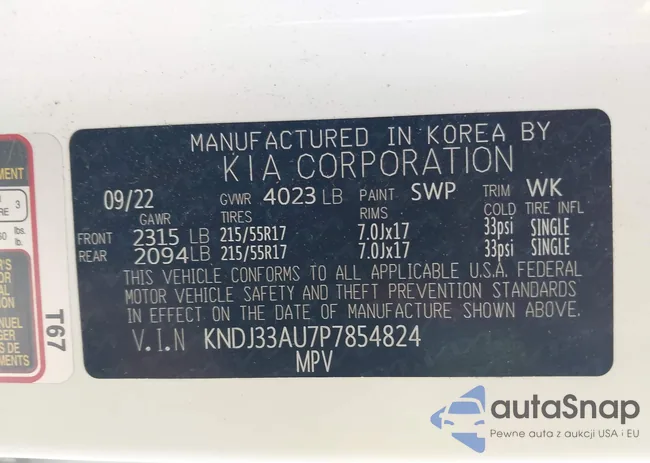 MANUFACTURED IN KOREA BY
KIA CORPORATION
09/22 GVWR 4023 LB PAINT SWP TRIM WK
GAWR TIRES RIMS COLD TIRE INFL
FRONT 2315 LB 215/55R17 7.0Jx17 33psi SINGLE
REAR 2094 LB 215/55R17 7.0Jx17 33psi SINGLE
THIS VEHICLE CONFORMS TO ALL APPLICABLE U.S.A. FEDERAL
MOTOR VEHICLE SAFETY AND THEFT PREVENTION STANDARDS
IN EFFECT ON THE DATE OF MANUFACTURE SHOWN ABOVE.
V.I.N KNDJ33AU7P7854824
MPV
T67
3
lbs.
lb.
autaSnap
Pewne auta z aukcji USA i EU